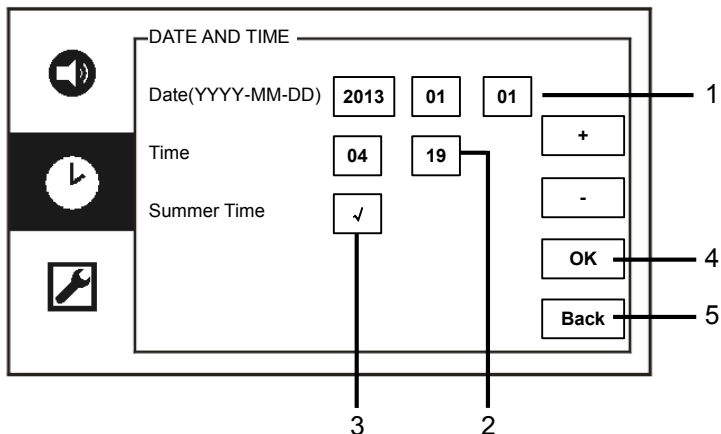 DATE AND TIME
Date(YYYY-MM-DD) 2013 01 01 1
+
Time 04 19
-
Summer Time √
OK 4
Back 5
3 2